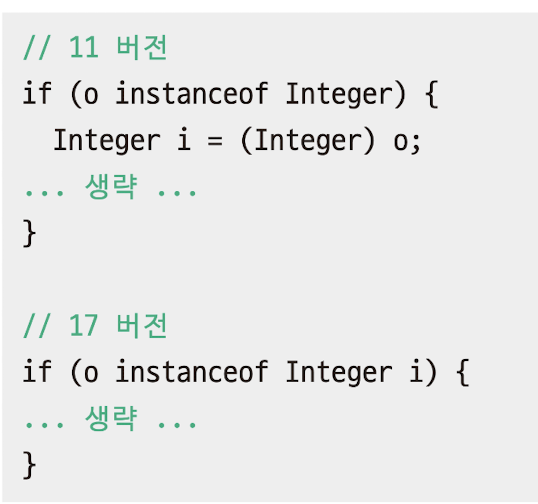 // 11 버전
if (o instanceof Integer) {
  Integer i = (Integer) o;
... 생략 ...
}

// 17 버전
if (o instanceof Integer i) {
... 생략 ...
}